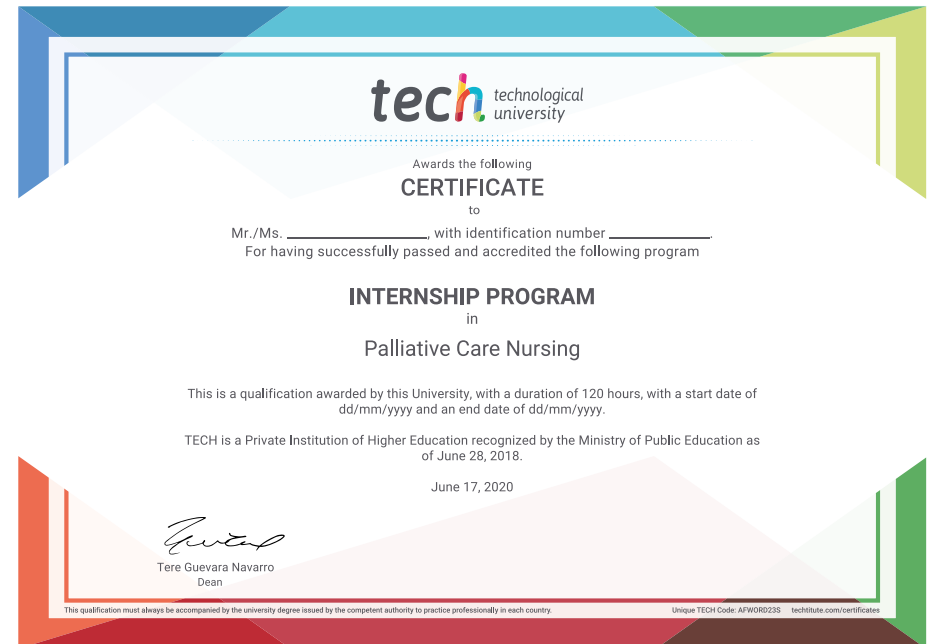 tech technological
university
Awards the following
CERTIFICATE
to
Mr./Ms. ____________________, with identification number ______________.
For having successfully passed and accredited the following program
INTERNSHIP PROGRAM
in
Palliative Care Nursing
This is a qualification awarded by this University, with a duration of 120 hours, with a start date of
dd/mm/yyyy and an end date of dd/mm/yyyy.
TECH is a Private Institution of Higher Education recognized by the Ministry of Public Education as
of June 28, 2018.
June 17, 2020
Tere Guevara Navarro
Dean
This qualification must always be accompanied by the university degree issued by the competent authority to practice professionally in each country. Unique TECH Code: AFWORD23S techtitute.com/certificates